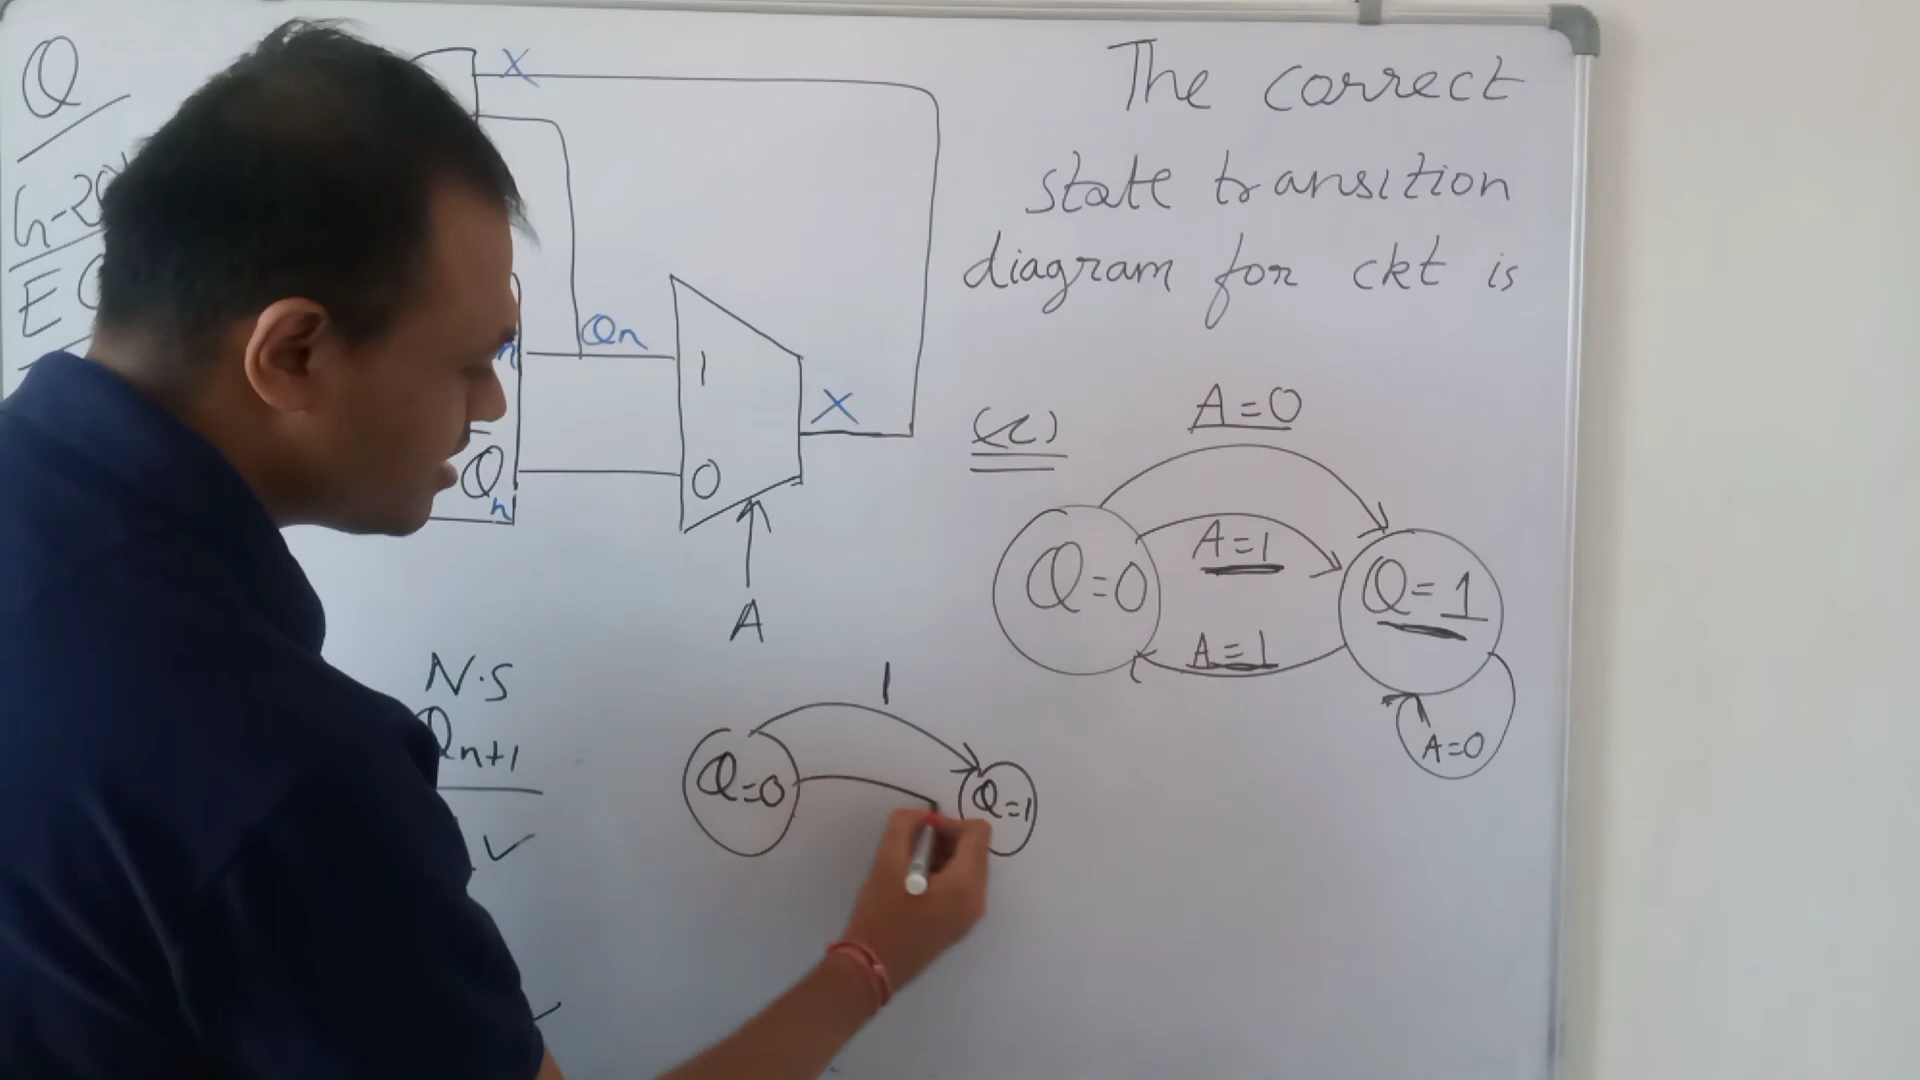 Q
The correct
state transition
diagram for ckt is
G-20
EC
X
Qn
1
X
Q̅n
0
A
(c)
A=0
A=1
Q=0
Q=1
A=1
A=0
N.S
Qn+1
✓
1
Q=0
Q=1